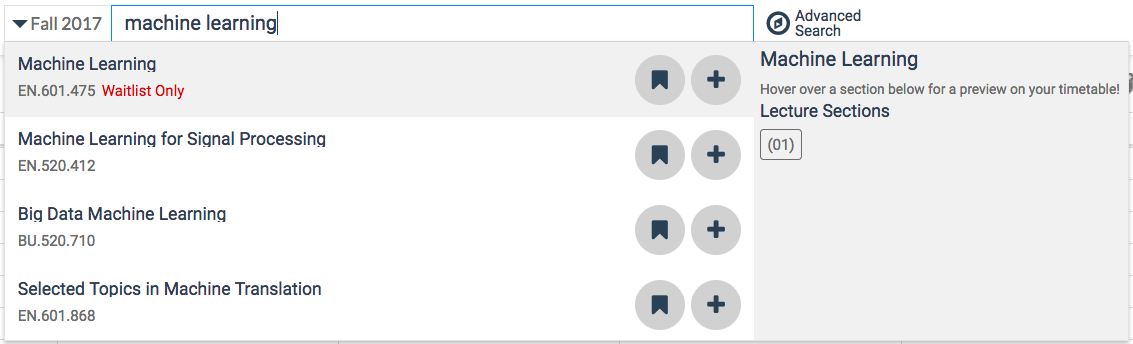 Fall 2017
machine learning
Advanced
Search
Machine Learning
EN.601.475 Waitlist Only
Machine Learning for Signal Processing
EN.520.412
Big Data Machine Learning
BU.520.710
Selected Topics in Machine Translation
EN.601.868
Machine Learning
Hover over a section below for a preview on your timetable!
Lecture Sections
(01)